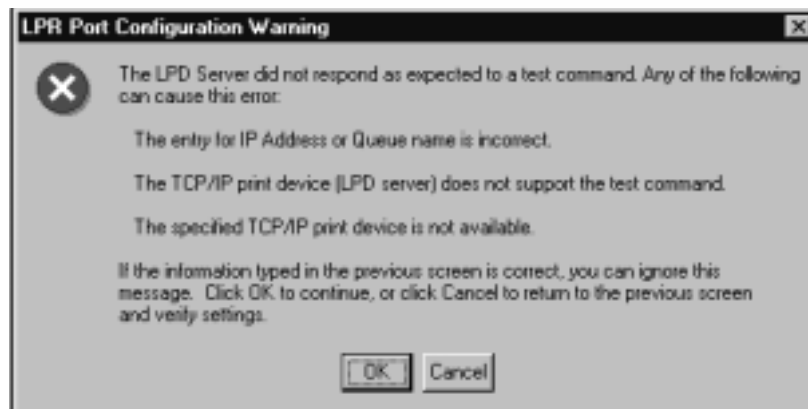 LPR Port Configuration Warning
The LPD Server did not respond as expected to a test command. Any of the following
can cause this error:
The entry for IP Address or Queue name is incorrect.
The TCP/IP print device (LPD server) does not support the test command.
The specified TCP/IP print device is not available.
If the information typed in the previous screen is correct, you can ignore this
message. Click OK to continue, or click Cancel to return to the previous screen
and verify settings.
OK
Cancel